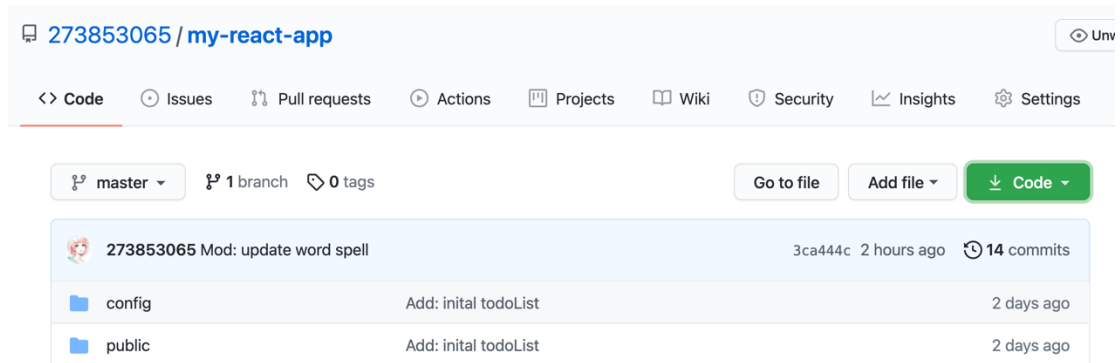 273853065 / my-react-app
Unw
Code Issues Pull requests Actions Projects Wiki Security Insights Settings
master 1 branch 0 tags Go to file Add file Code
273853065 Mod: update word spell 3ca444c 2 hours ago 14 commits
config Add: inital todoList 2 days ago
public Add: inital todoList 2 days ago